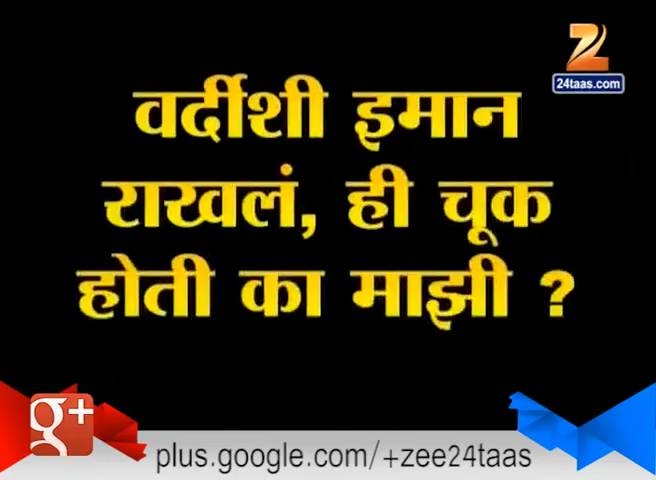 24taas.com
वर्दीशी इमान
राखलं, ही चूक
होती का माझी ?
g+
plus.google.com/+zee24taas